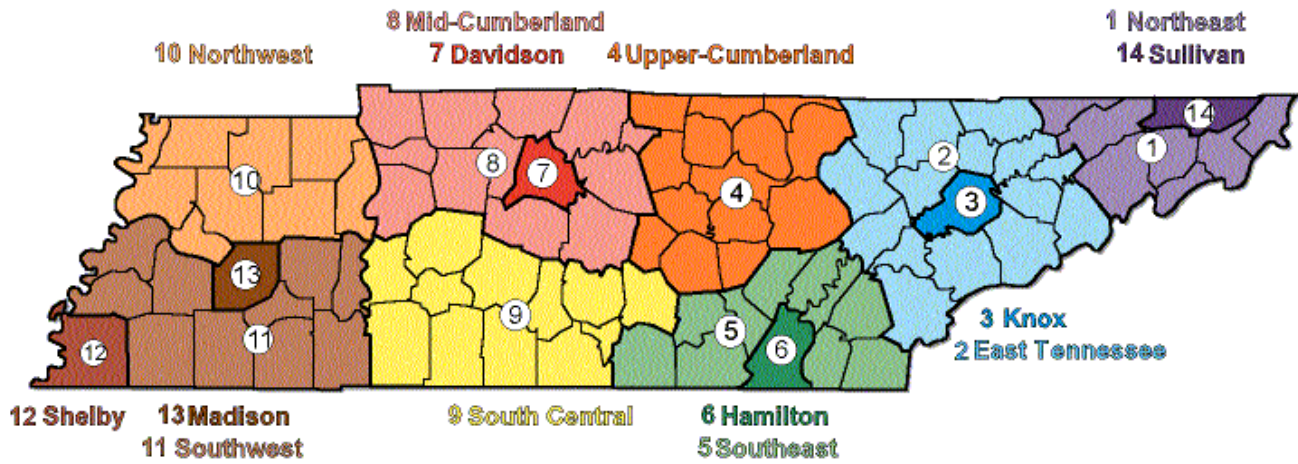 8 Mid-Cumberland
1 Northeast
10 Northwest
7 Davidson
4 Upper-Cumberland
14 Sullivan
14
2
1
8
7
10
4
3
13
9
5
11
12
6
3 Knox
2 East Tennessee
12 Shelby
13 Madison
9 South Central
6 Hamilton
11 Southwest
5 Southeast